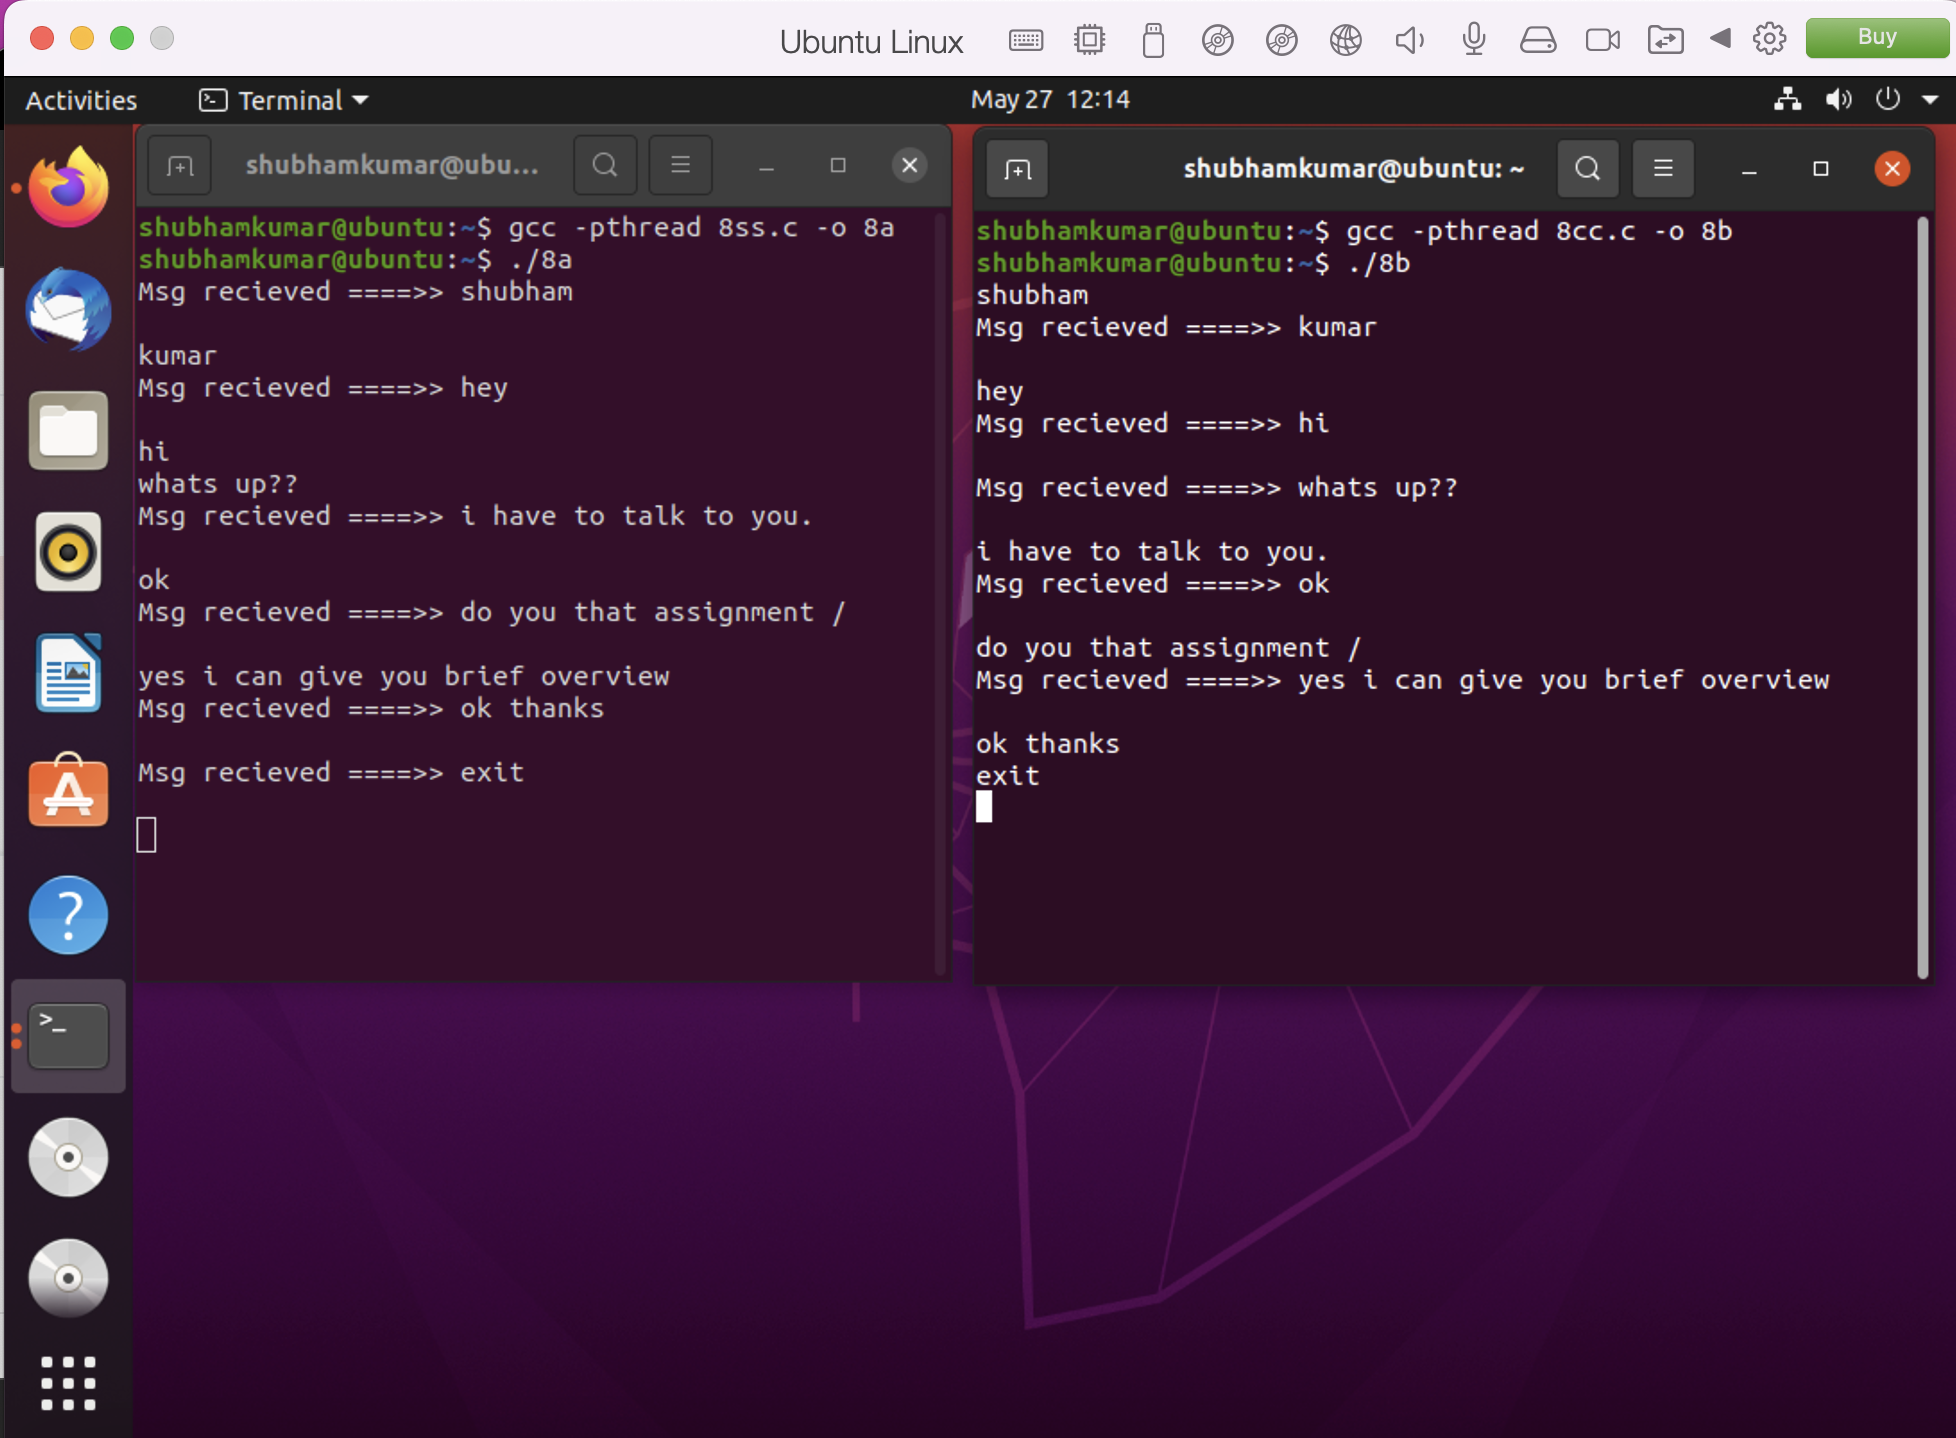 Ubuntu Linux
Buy
Activities
Terminal
May 27 12:14
shubhamkumar@ubu...
shubhamkumar@ubuntu:~$ gcc -pthread 8ss.c -o 8a
shubhamkumar@ubuntu:~$ ./8a
Msg recieved ====>> shubham
kumar
Msg recieved ====>> hey
hi
whats up??
Msg recieved ====>> i have to talk to you.
ok
Msg recieved ====>> do you that assignment /
yes i can give you brief overview
Msg recieved ====>> ok thanks
Msg recieved ====>> exit
shubhamkumar@ubuntu: ~
shubhamkumar@ubuntu:~$ gcc -pthread 8cc.c -o 8b
shubhamkumar@ubuntu:~$ ./8b
shubham
Msg recieved ====>> kumar
hey
Msg recieved ====>> hi
Msg recieved ====>> whats up??
i have to talk to you.
Msg recieved ====>> ok
do you that assignment /
Msg recieved ====>> yes i can give you brief overview
ok thanks
exit